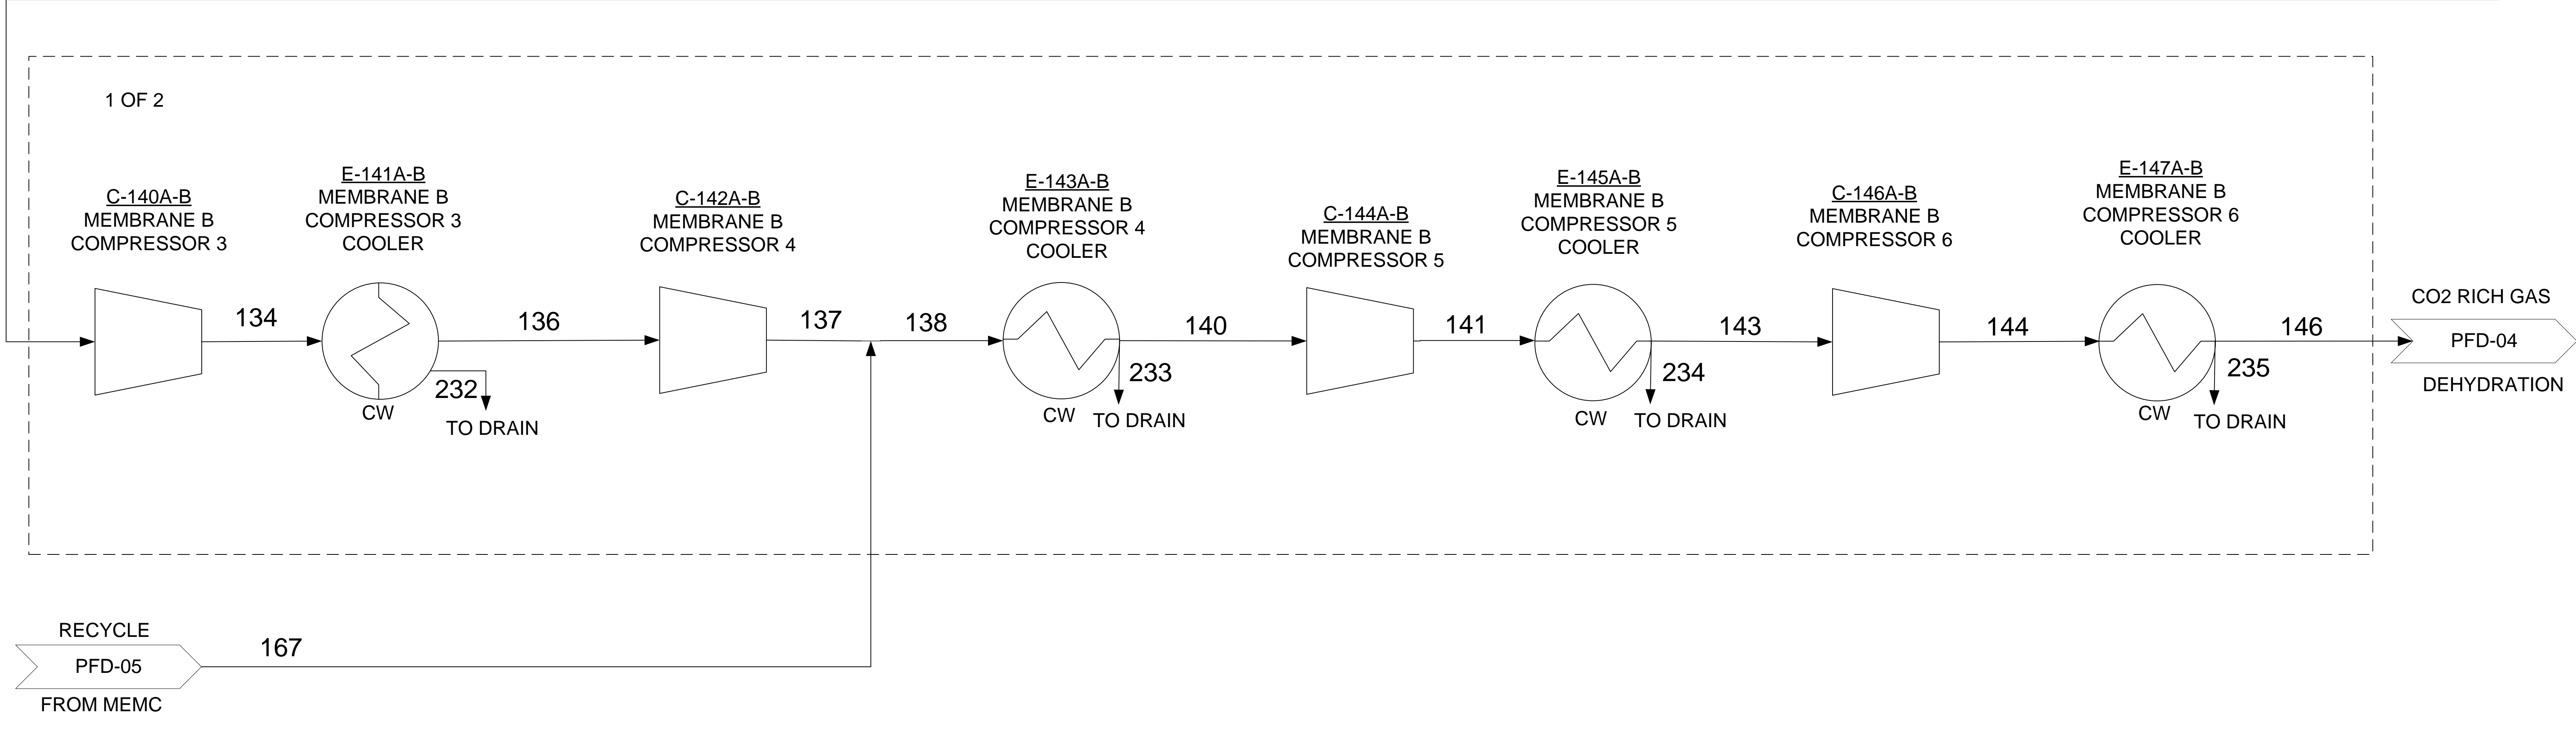 1 OF 2
C-140A-B
MEMBRANE B
COMPRESSOR 3
E-141A-B
MEMBRANE B
COMPRESSOR 3
COOLER
C-142A-B
MEMBRANE B
COMPRESSOR 4
E-143A-B
MEMBRANE B
COMPRESSOR 4
COOLER
C-144A-B
MEMBRANE B
COMPRESSOR 5
E-145A-B
MEMBRANE B
COMPRESSOR 5
COOLER
C-146A-B
MEMBRANE B
COMPRESSOR 6
E-147A-B
MEMBRANE B
COMPRESSOR 6
COOLER
134
136
137
138
140
141
143
144
146
CO2 RICH GAS
PFD-04
DEHYDRATION
232
CW
TO DRAIN
233
CW
TO DRAIN
234
CW
TO DRAIN
235
CW
TO DRAIN
RECYCLE
PFD-05
FROM MEMC
167